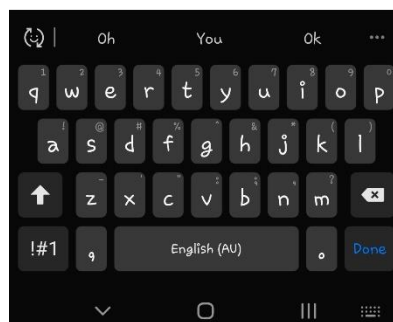 Oh You Ok •••
1 2 3 4 5 6 7 8 9 0
q w e r t y u i o p
! @ # % ^ & * ( )
a s d f g h j k l
- ' " : ; , ?
z x c v b n m
!#1 , English (AU) . Done